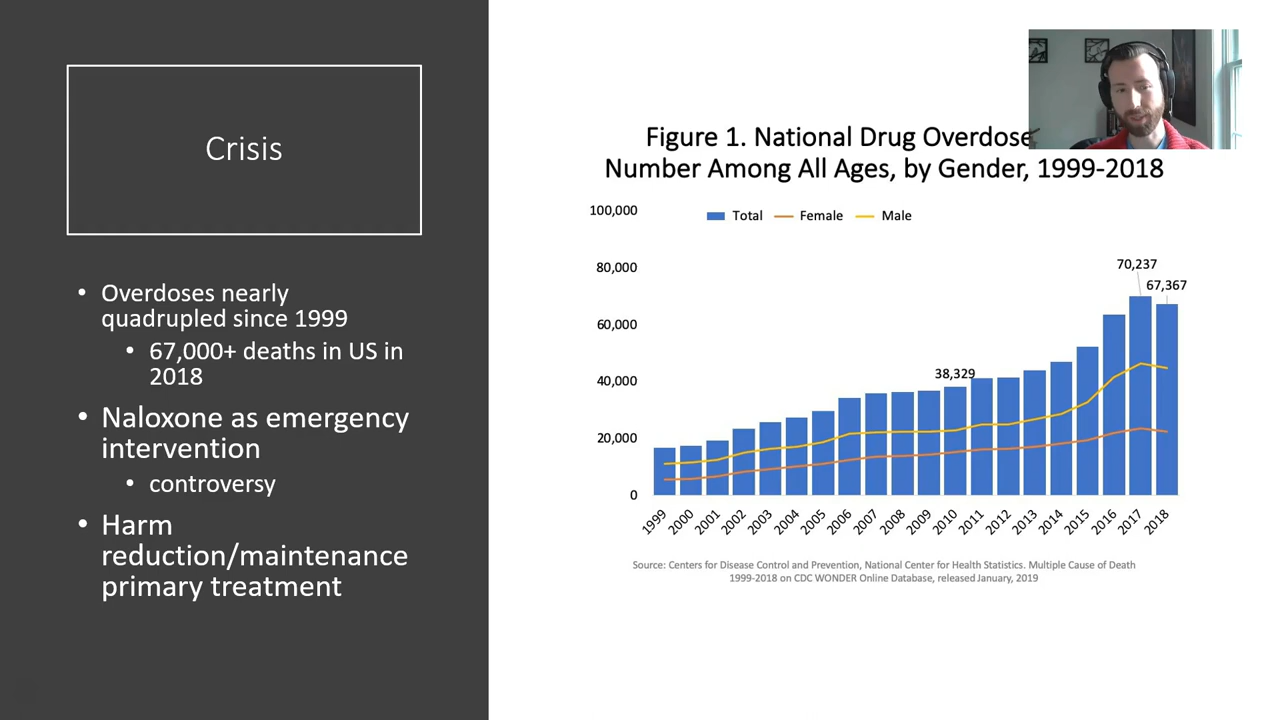 Crisis
• Overdoses nearly
quadrupled since 1999
• 67,000+ deaths in US in
2018
• Naloxone as emergency
intervention
• controversy
• Harm
reduction/maintenance
primary treatment
Figure 1. National Drug Overdose
Number Among All Ages, by Gender, 1999-2018
100,000
80,000
60,000
40,000
20,000
0
Total Female Male
70,237
67,367
38,329
1999 2000 2001 2002 2003 2004 2005 2006 2007 2008 2009 2010 2011 2012 2013 2014 2015 2016 2017 2018
Source: Centers for Disease Control and Prevention, National Center for Health Statistics. Multiple Cause of Death
1999-2018 on CDC WONDER Online Database, released January, 2019